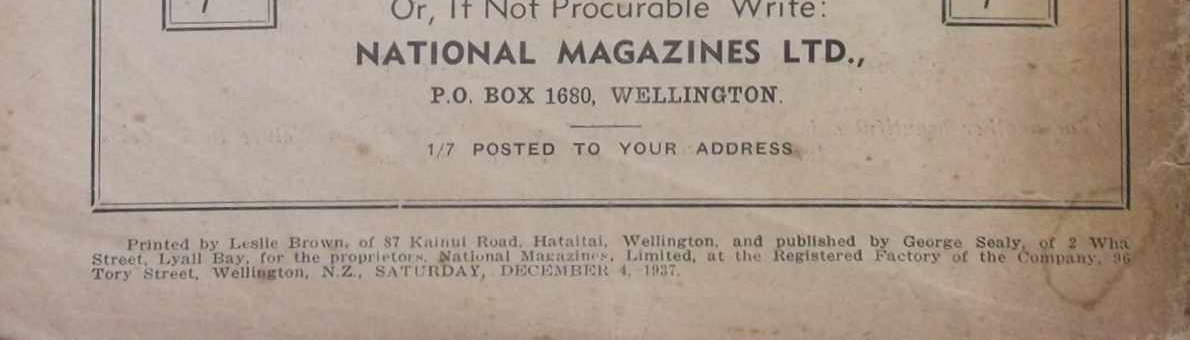 Or, If Not Procurable Write:
NATIONAL MAGAZINES LTD.,
P.O. BOX 1680, WELLINGTON.
1/7 POSTED TO YOUR ADDRESS
Printed by Leslie Brown, of 87 Kainui Road, Hataitai, Wellington, and published by George Sealy, of 2 Wha
Street, Lyall Bay, for the proprietors, National Magazines, Limited, at the Registered Factory of the Company, 96
Tory Street, Wellington, N.Z., SATURDAY, DECEMBER 4, 1937.